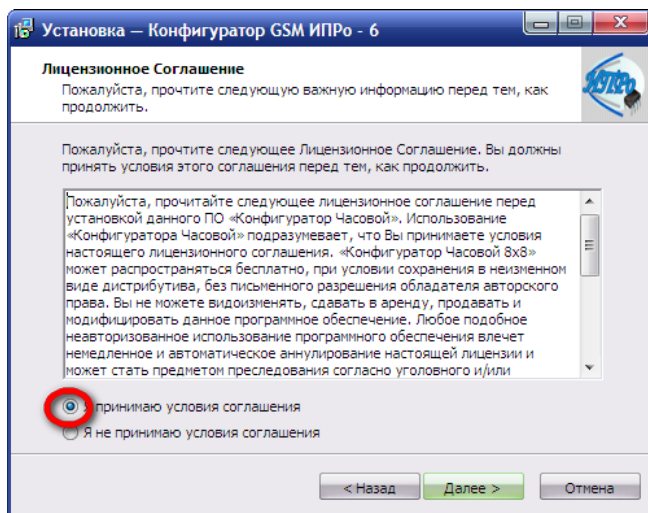 Установка — Конфигуратор GSM ИПРо - 6
Лицензионное Соглашение
Пожалуйста, прочтите следующую важную информацию перед тем, как
продолжить.
ИПРо
Пожалуйста, прочтите следующее Лицензионное Соглашение. Вы должны
принять условия этого соглашения перед тем, как продолжить.
Пожалуйста, прочитайте следующее лицензионное соглашение перед
установкой данного ПО «Конфигуратор Часовой». Использование
«Конфигуратора Часовой» подразумевает, что Вы принимаете условия
настоящего лицензионного соглашения. «Конфигуратор Часовой 8x8»
может распространяться бесплатно, при условии сохранения в неизменном
виде дистрибутива, без письменного разрешения обладателя авторского
права. Вы не можете видоизменять, сдавать в аренду, продавать и
модифицировать данное программное обеспечение. Любое подобное
неавторизованное использование программного обеспечения влечет
немедленное и автоматическое аннулирование настоящей лицензии и
может стать предметом преследования согласно уголовного и/или
Я принимаю условия соглашения
Я не принимаю условия соглашения
< Назад
Далее >
Отмена